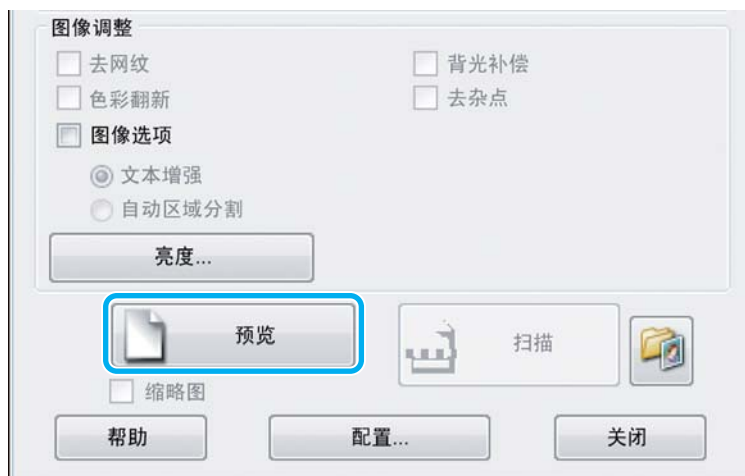 图像调整
去网纹 背光补偿
色彩翻新 去杂点
图像选项
文本增强
自动区域分割
亮度...
预览 扫描
缩略图
帮助 配置... 关闭